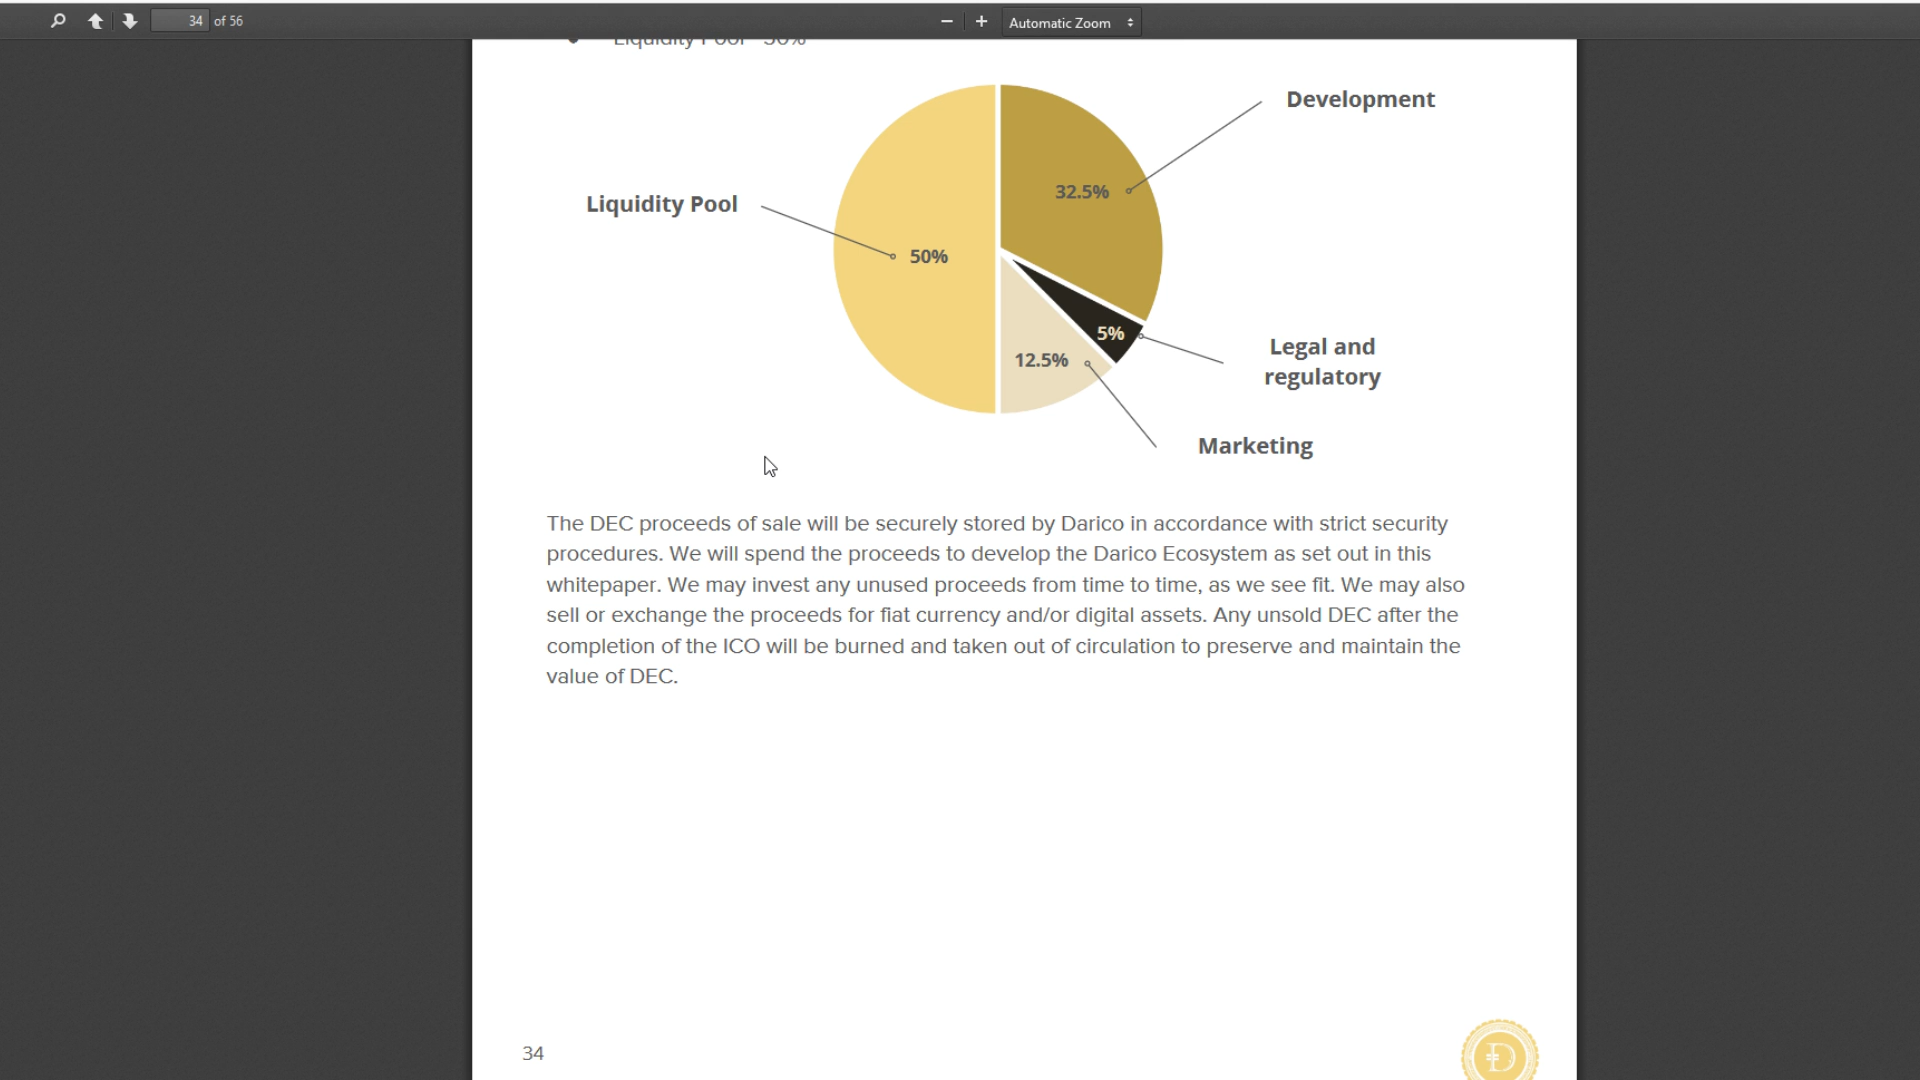 34 of 56
Automatic Zoom
Liquidity Pool 50%
Development
32.5%
Liquidity Pool
50%
5%
Legal and
regulatory
12.5%
Marketing
The DEC proceeds of sale will be securely stored by Darico in accordance with strict security
procedures. We will spend the proceeds to develop the Darico Ecosystem as set out in this
whitepaper. We may invest any unused proceeds from time to time, as we see fit. We may also
sell or exchange the proceeds for fiat currency and/or digital assets. Any unsold DEC after the
completion of the ICO will be burned and taken out of circulation to preserve and maintain the
value of DEC.
34